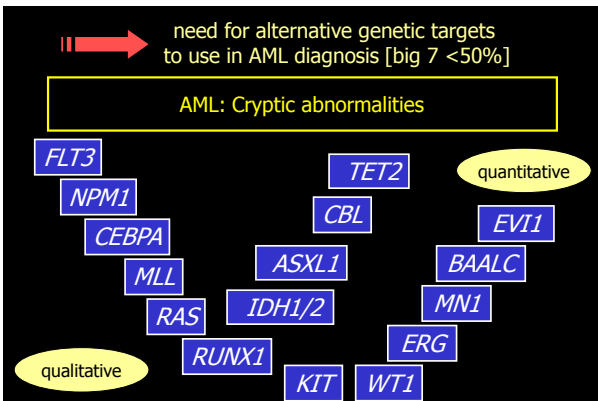 need for alternative genetic targets
to use in AML diagnosis [big 7 <50%]
AML: Cryptic abnormalities
FLT3
NPM1
CEBPA
MLL
RAS
RUNX1
KIT
TET2
CBL
ASXL1
IDH1/2
quantitative
EVI1
BAALC
MN1
ERG
WT1
qualitative